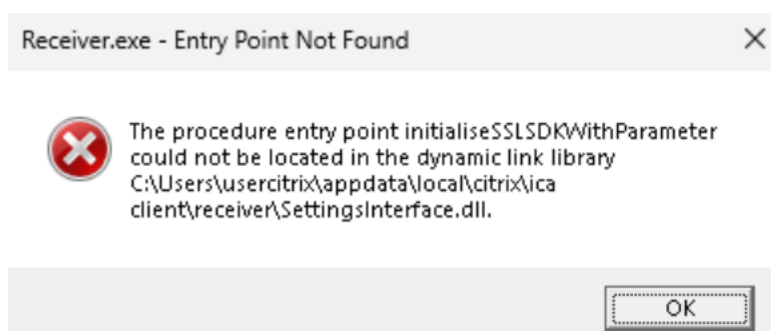 Receiver.exe - Entry Point Not Found
The procedure entry point initialiseSSLSDKWithParameter
could not be located in the dynamic link library
C:\Users\usercitrix\appdata\local\citrix\ica
client\receiver\SettingsInterface.dll.
OK